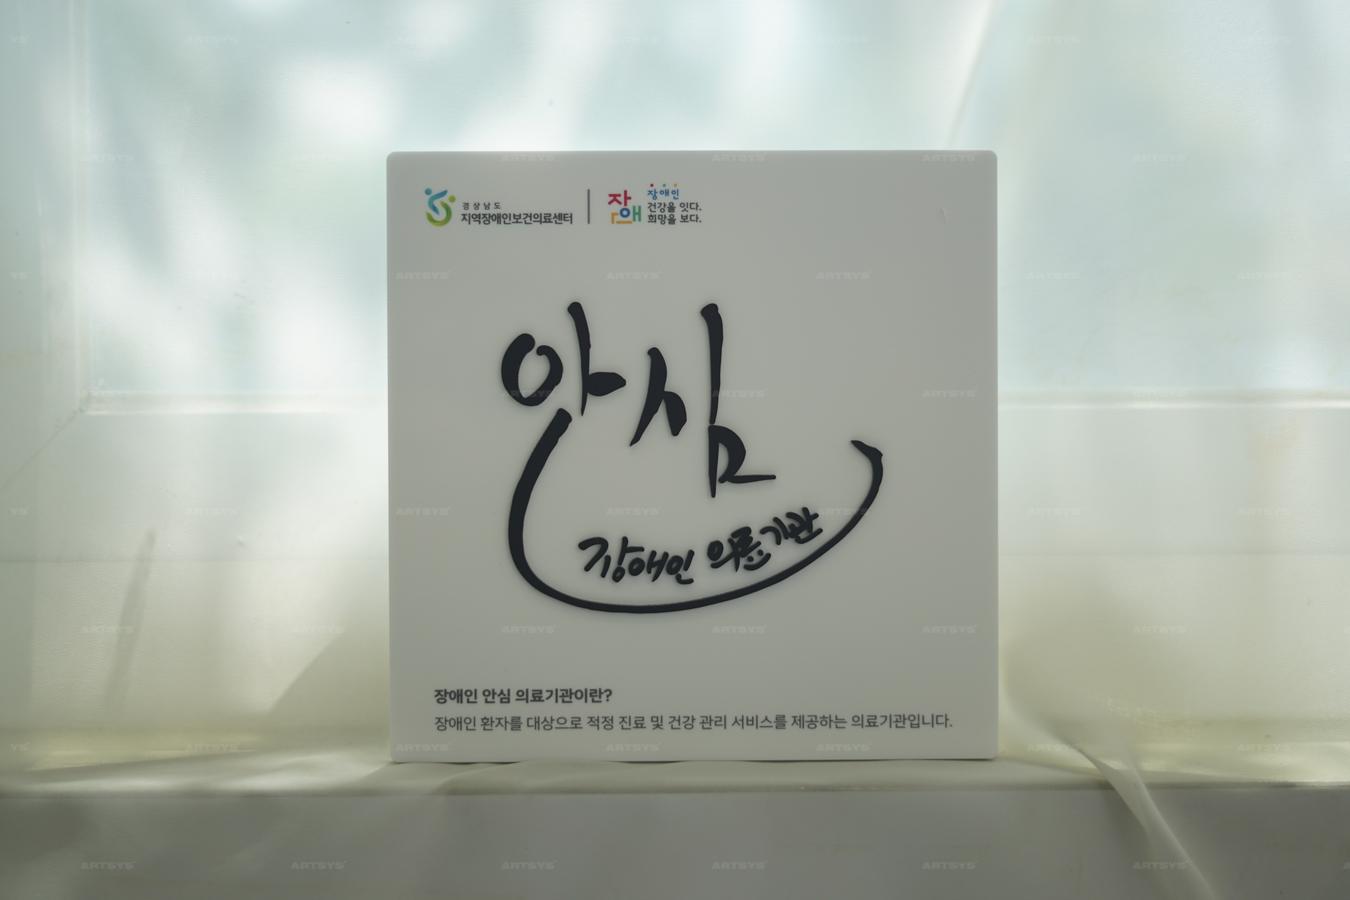 경상남도
지역장애인보건의료센터
장애
장애인
건강을 잇다.
희망을 보다.
안심
장애인 의료기관
장애인 안심 의료기관이란?
장애인 환자를 대상으로 적정 진료 및 건강 관리 서비스를 제공하는 의료기관입니다.
ARTSYS